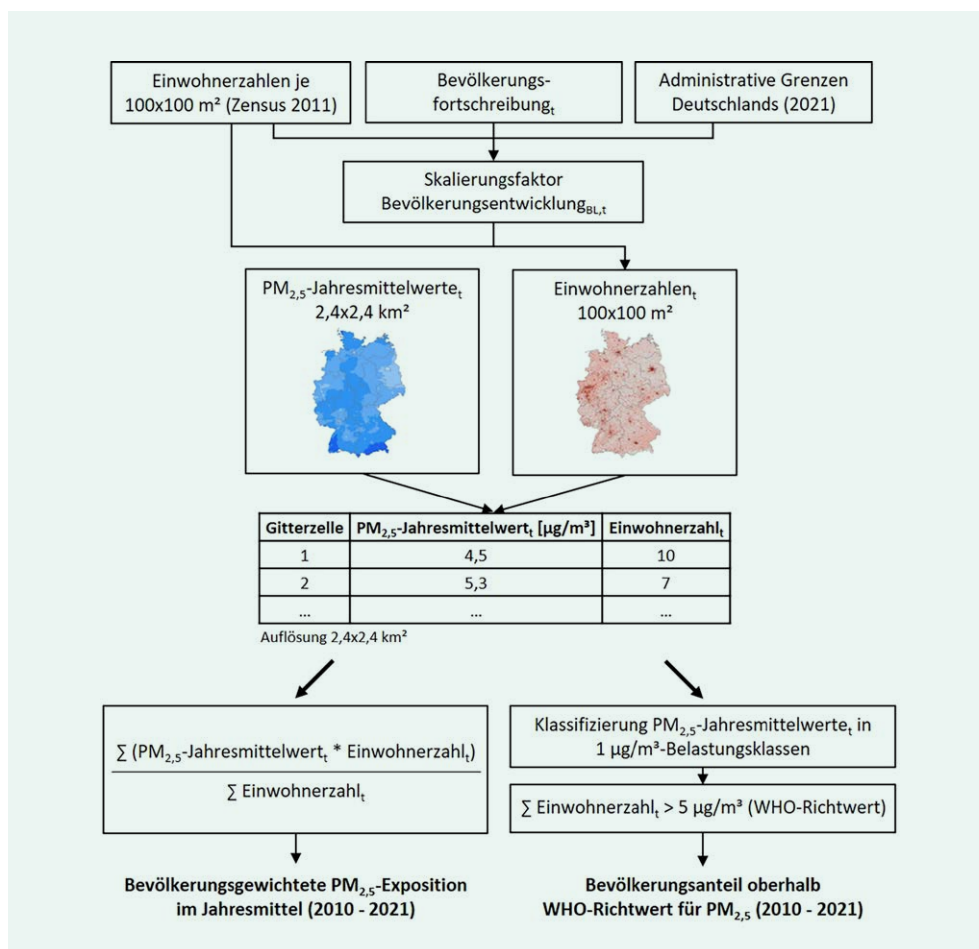 Einwohnerzahlen je
100x100 m² (Zensus 2011)
Bevölkerungs-
fortschreibungₜ
Administrative Grenzen
Deutschlands (2021)
Skalierungsfaktor
Bevölkerungsentwicklung_BL,t
PM₂,₅-Jahresmittelwerteₜ
2,4x2,4 km²
Einwohnerzahlenₜ
100x100 m²
Gitterzelle PM₂,₅-Jahresmittelwertₜ [µg/m³] Einwohnerzahlₜ
1 4,5 10
2 5,3 7
... ... ...
Auflösung 2,4x2,4 km²
∑ (PM₂,₅-Jahresmittelwertₜ * Einwohnerzahlₜ)
∑ Einwohnerzahlₜ
Bevölkerungsgewichtete PM₂,₅-Exposition
im Jahresmittel (2010 - 2021)
Klassifizierung PM₂,₅-Jahresmittelwerteₜ in
1 µg/m³-Belastungsklassen
∑ Einwohnerzahlₜ > 5 µg/m³ (WHO-Richtwert)
Bevölkerungsanteil oberhalb
WHO-Richtwert für PM₂,₅ (2010 - 2021)